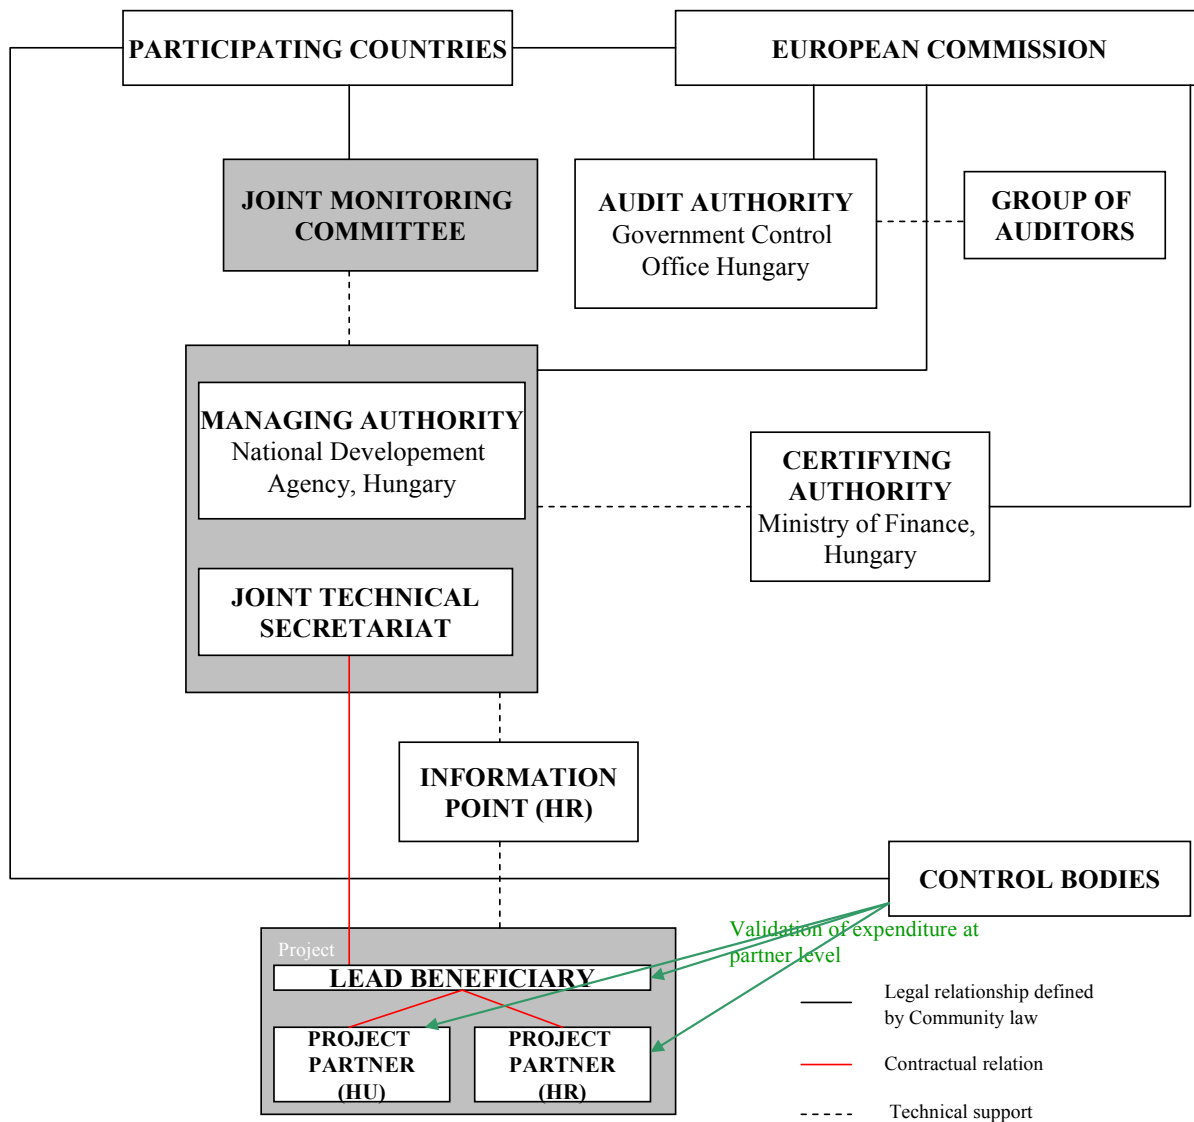 PARTICIPATING COUNTRIES
EUROPEAN COMMISSION
JOINT MONITORING
COMMITTEE
AUDIT AUTHORITY
Government Control
Office Hungary
GROUP OF
AUDITORS
MANAGING AUTHORITY
National Developement
Agency, Hungary
CERTIFYING
AUTHORITY
Ministry of Finance,
Hungary
JOINT TECHNICAL
SECRETARIAT
INFORMATION
POINT (HR)
CONTROL BODIES
Validation of expenditure at
partner level
Project
LEAD BENEFICIARY
PROJECT
PARTNER
(HU)
PROJECT
PARTNER
(HR)
Legal relationship defined
by Community law
Contractual relation
Technical support